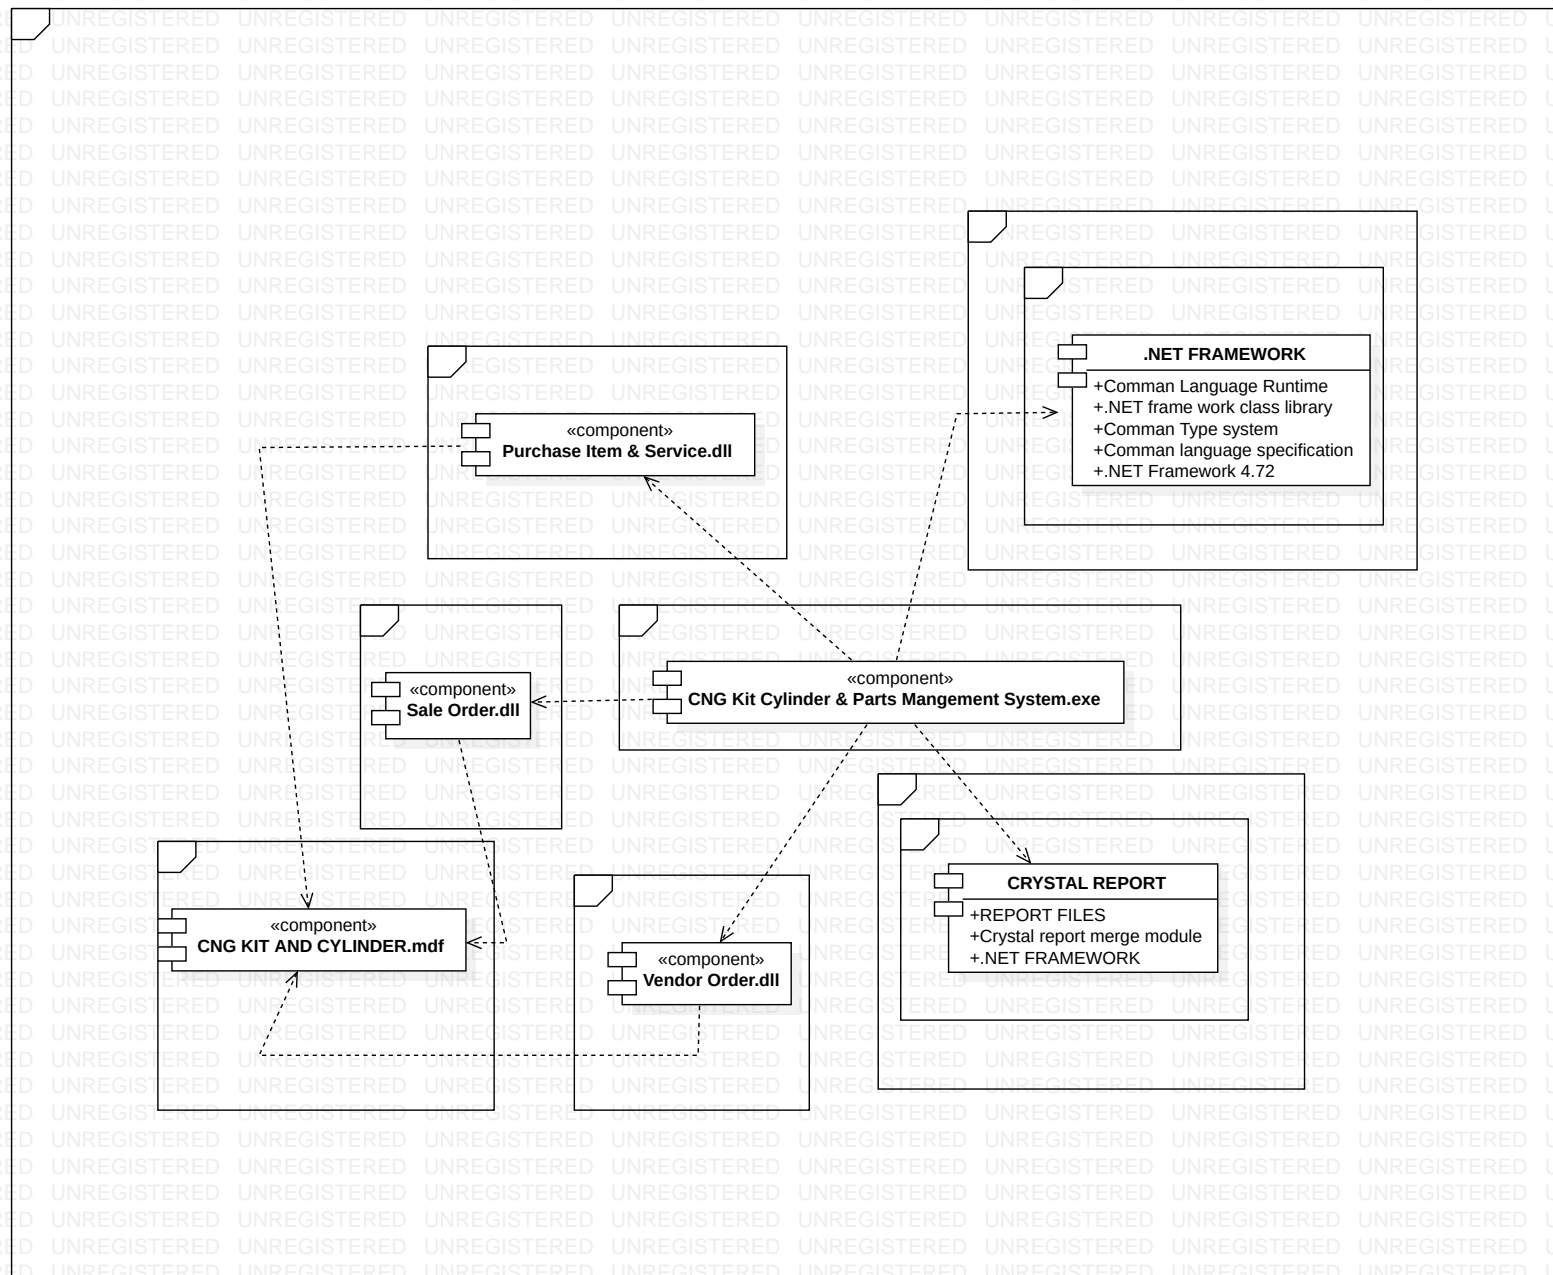 .NET FRAMEWORK
+Comman Language Runtime
+.NET frame work class library
+Comman Type system
+Comman language specification
+.NET Framework 4.72
«component»
Purchase Item & Service.dll
«component»
Sale Order.dll
«component»
CNG Kit Cylinder & Parts Mangement System.exe
CRYSTAL REPORT
+REPORT FILES
+Crystal report merge module
+.NET FRAMEWORK
«component»
CNG KIT AND CYLINDER.mdf
«component»
Vendor Order.dll
UNREGISTERED